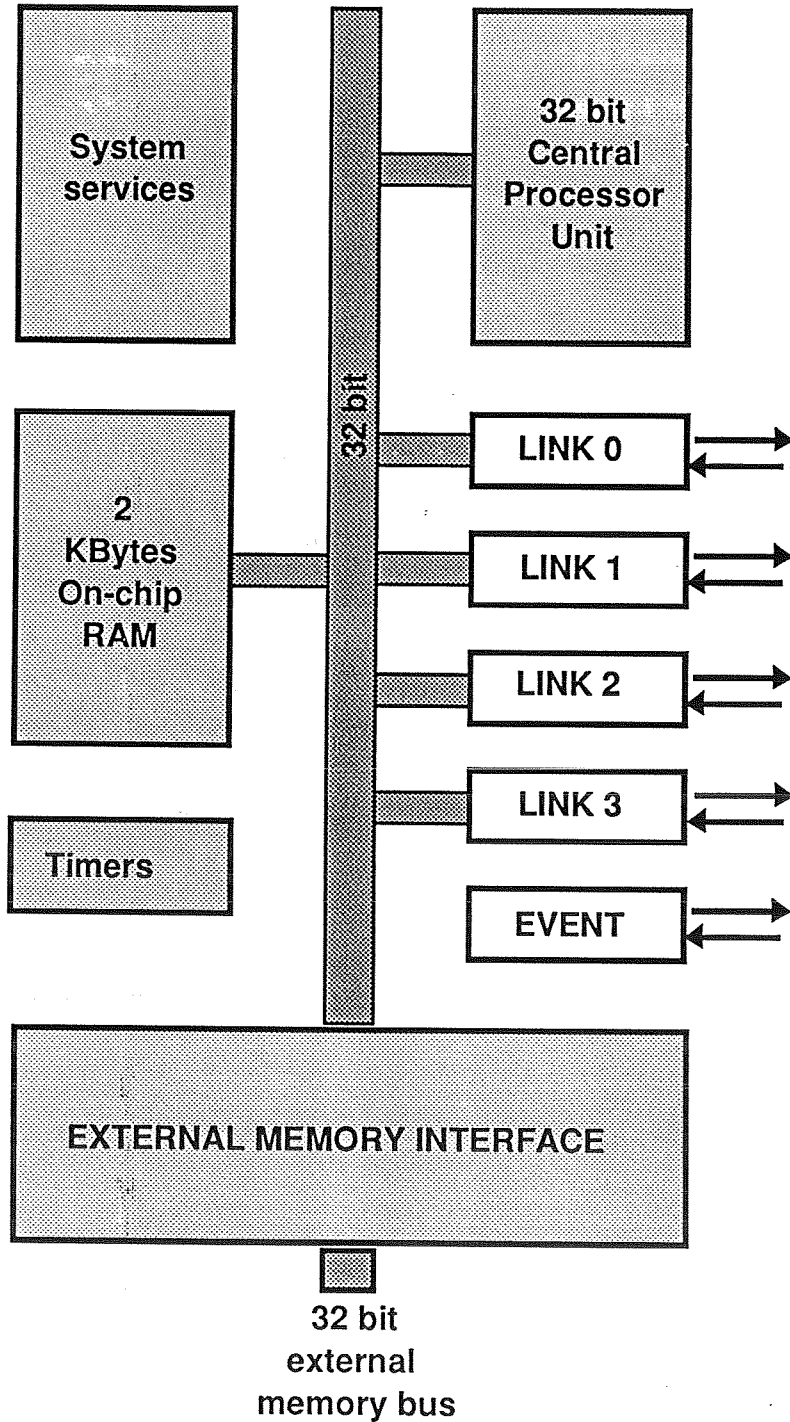 System
services
32 bit
Central
Processor
Unit
32 bit
2
KBytes
On-chip
RAM
LINK 0
LINK 1
LINK 2
LINK 3
Timers
EVENT
EXTERNAL MEMORY INTERFACE
32 bit
external
memory bus